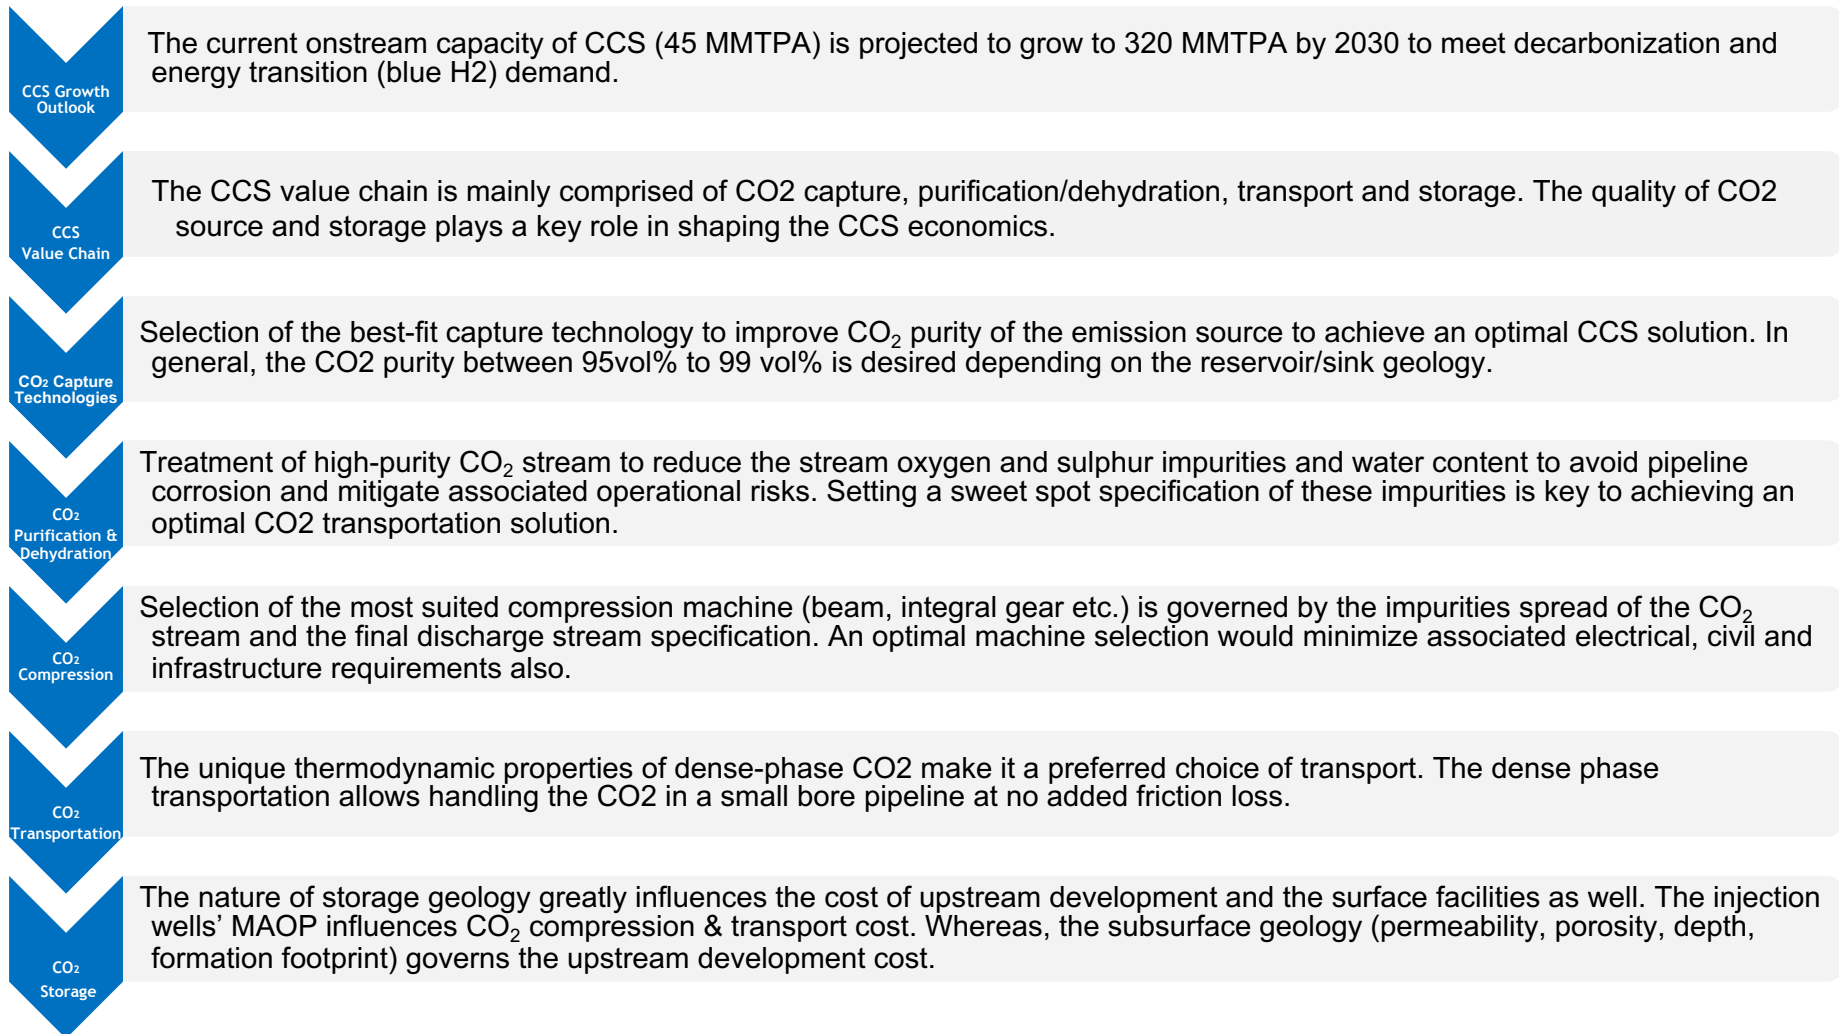 CCS Growth
Outlook
The current onstream capacity of CCS (45 MMTPA) is projected to grow to 320 MMTPA by 2030 to meet decarbonization and
energy transition (blue H2) demand.
CCS
Value Chain
The CCS value chain is mainly comprised of CO2 capture, purification/dehydration, transport and storage. The quality of CO2
source and storage plays a key role in shaping the CCS economics.
CO₂ Capture
Technologies
Selection of the best-fit capture technology to improve CO₂ purity of the emission source to achieve an optimal CCS solution. In
general, the CO2 purity between 95vol% to 99 vol% is desired depending on the reservoir/sink geology.
CO₂
Purification &
Dehydration
Treatment of high-purity CO₂ stream to reduce the stream oxygen and sulphur impurities and water content to avoid pipeline
corrosion and mitigate associated operational risks. Setting a sweet spot specification of these impurities is key to achieving an
optimal CO2 transportation solution.
CO₂
Compression
Selection of the most suited compression machine (beam, integral gear etc.) is governed by the impurities spread of the CO₂
stream and the final discharge stream specification. An optimal machine selection would minimize associated electrical, civil and
infrastructure requirements also.
CO₂
Transportation
The unique thermodynamic properties of dense-phase CO2 make it a preferred choice of transport. The dense phase
transportation allows handling the CO2 in a small bore pipeline at no added friction loss.
CO₂
Storage
The nature of storage geology greatly influences the cost of upstream development and the surface facilities as well. The injection
wells’ MAOP influences CO₂ compression & transport cost. Whereas, the subsurface geology (permeability, porosity, depth,
formation footprint) governs the upstream development cost.